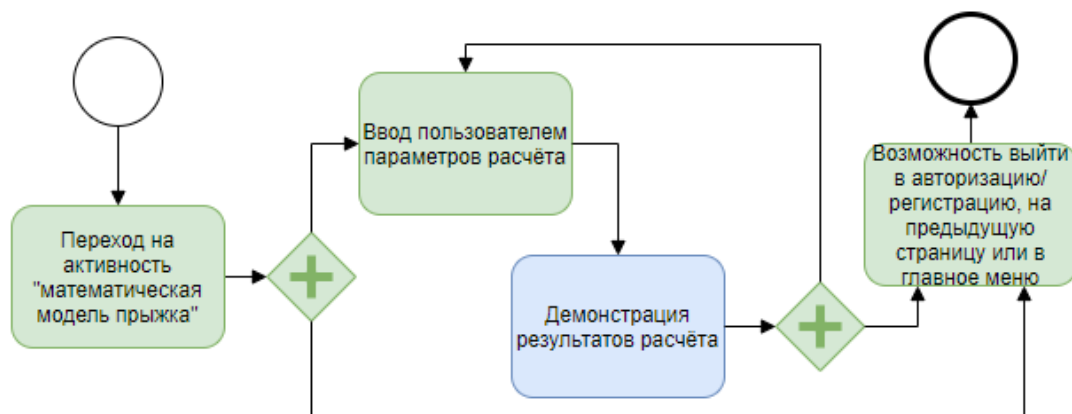 Переход на
активность
"математическая
модель прыжка"
Ввод пользователем
параметров расчёта
Демонстрация
результатов расчёта
Возможность выйти
в авторизацию/
регистрацию, на
предыдущую
страницу или в
главное меню